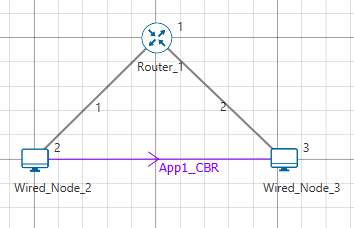 1
Router_1
1
2
2
3
App1_CBR
Wired_Node_2
Wired_Node_3